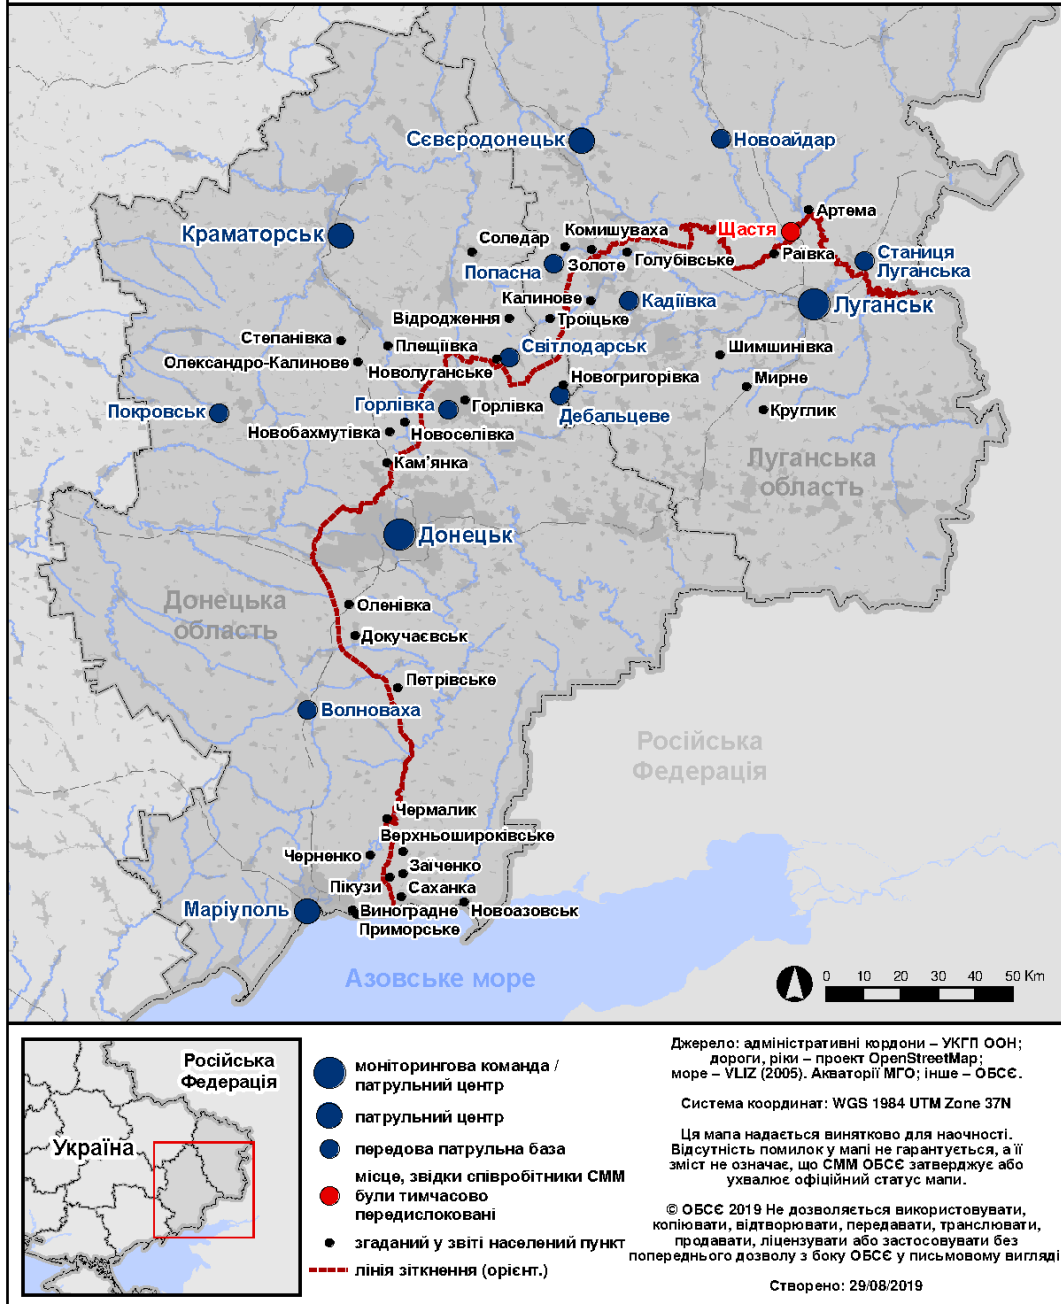 Сєвєродонецьк
Новоайдар
Артема
Щастя
Краматорськ
Соледар
Комишуваха
Станиця
Луганська
Попасна
Золоте
Голубівське
Раївка
Калинове
Кадіївка
Луганськ
Відродження
Троїцьке
Степанівка
Плещіївка
Світлодарськ
Шимшинівка
Олександро-Калинове
Новолуганське
Новогригорівка
Мирне
Покровськ
Горлівка
Горлівка
Дебальцеве
Круглик
Новобахмутівка
Новоселівка
Кам'янка
Луганська
область
Донецьк
Донецька
область
Оленівка
Докучаєвськ
Петрівське
Волноваха
Російська
Федерація
Чермалик
Верхньошироківське
Черненко
Заїченко
Пікузи
Саханка
Маріуполь
Виноградне
Новоазовськ
Приморське
Азовське море
0 10 20 30 40 50 Km
Російська
Федерація
Україна
моніторингова команда /
патрульний центр
патрульний центр
передова патрульна база
місце, звідки співробітники СММ
були тимчасово
передислоковані
згаданий у звіті населений пункт
лінія зіткнення (орієнт.)
Джерело: адміністративні кордони – УКГП ООН;
дороги, ріки – проект OpenStreetMap;
море – VLIZ (2005). Акваторії МГО; інше – ОБСЄ.
Система координат: WGS 1984 UTM Zone 37N
Ця мапа надається винятково для наочності.
Відсутність помилок у мапі не гарантується, а її
зміст не означає, що СММ ОБСЄ затверджує або
ухвалює офіційний статус мапи.
© ОБСЄ 2019 Не дозволяється використовувати,
копіювати, відтворювати, передавати, транслювати,
продавати, ліцензувати або застосовувати без
попереднього дозволу з боку ОБСЄ у письмовому вигляді
Створено: 29/08/2019